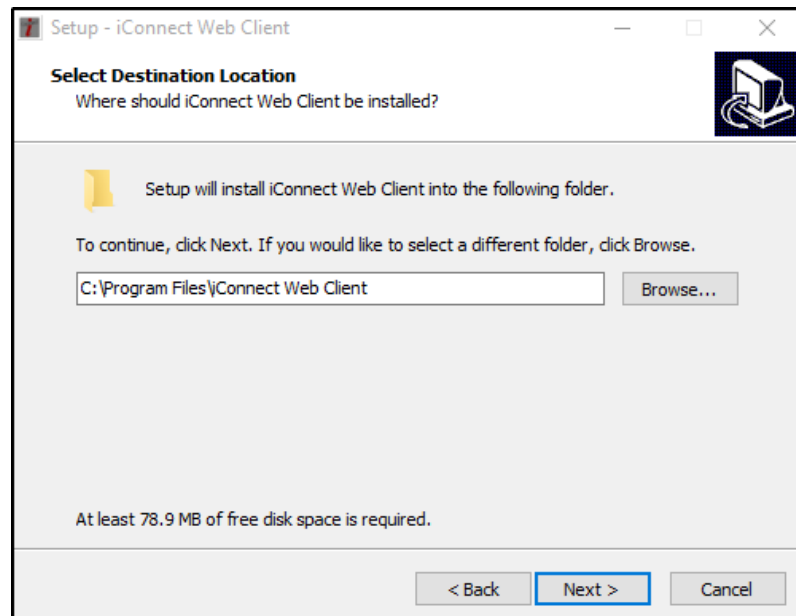 Setup - iConnect Web Client
Select Destination Location
Where should iConnect Web Client be installed?
Setup will install iConnect Web Client into the following folder.
To continue, click Next. If you would like to select a different folder, click Browse.
C:\Program Files\iConnect Web Client
Browse...
At least 78.9 MB of free disk space is required.
< Back
Next >
Cancel